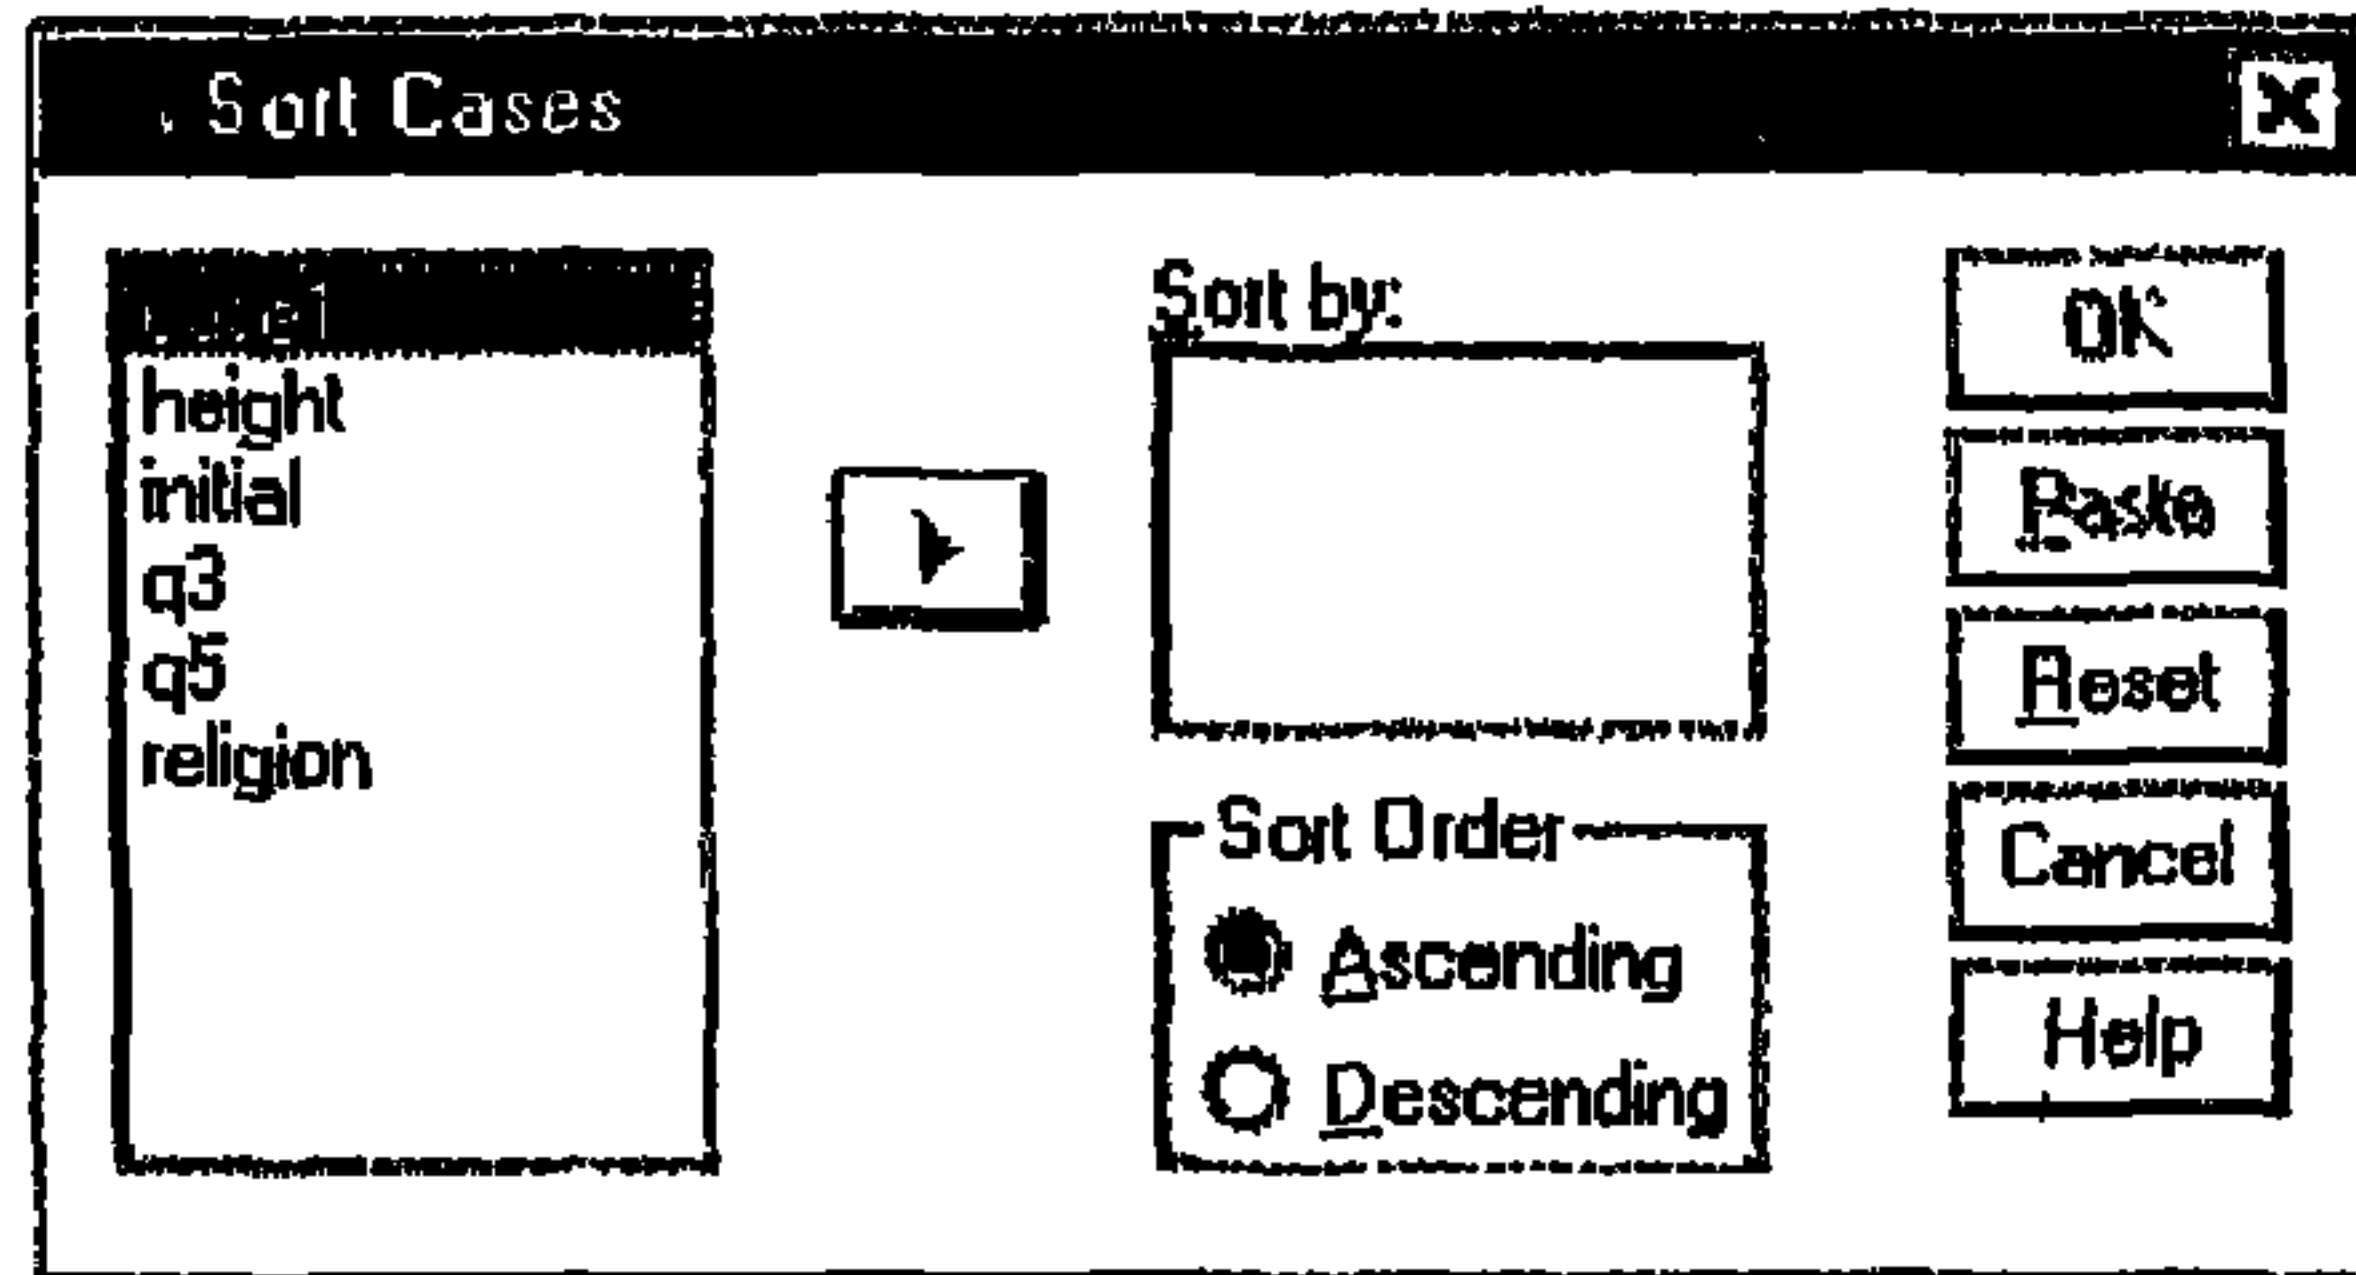 Sort Cases
height
initial
q3
q5
religion
Sort by:
Sort Order
Ascending
Descending
OK
Paste
Reset
Cancel
Help